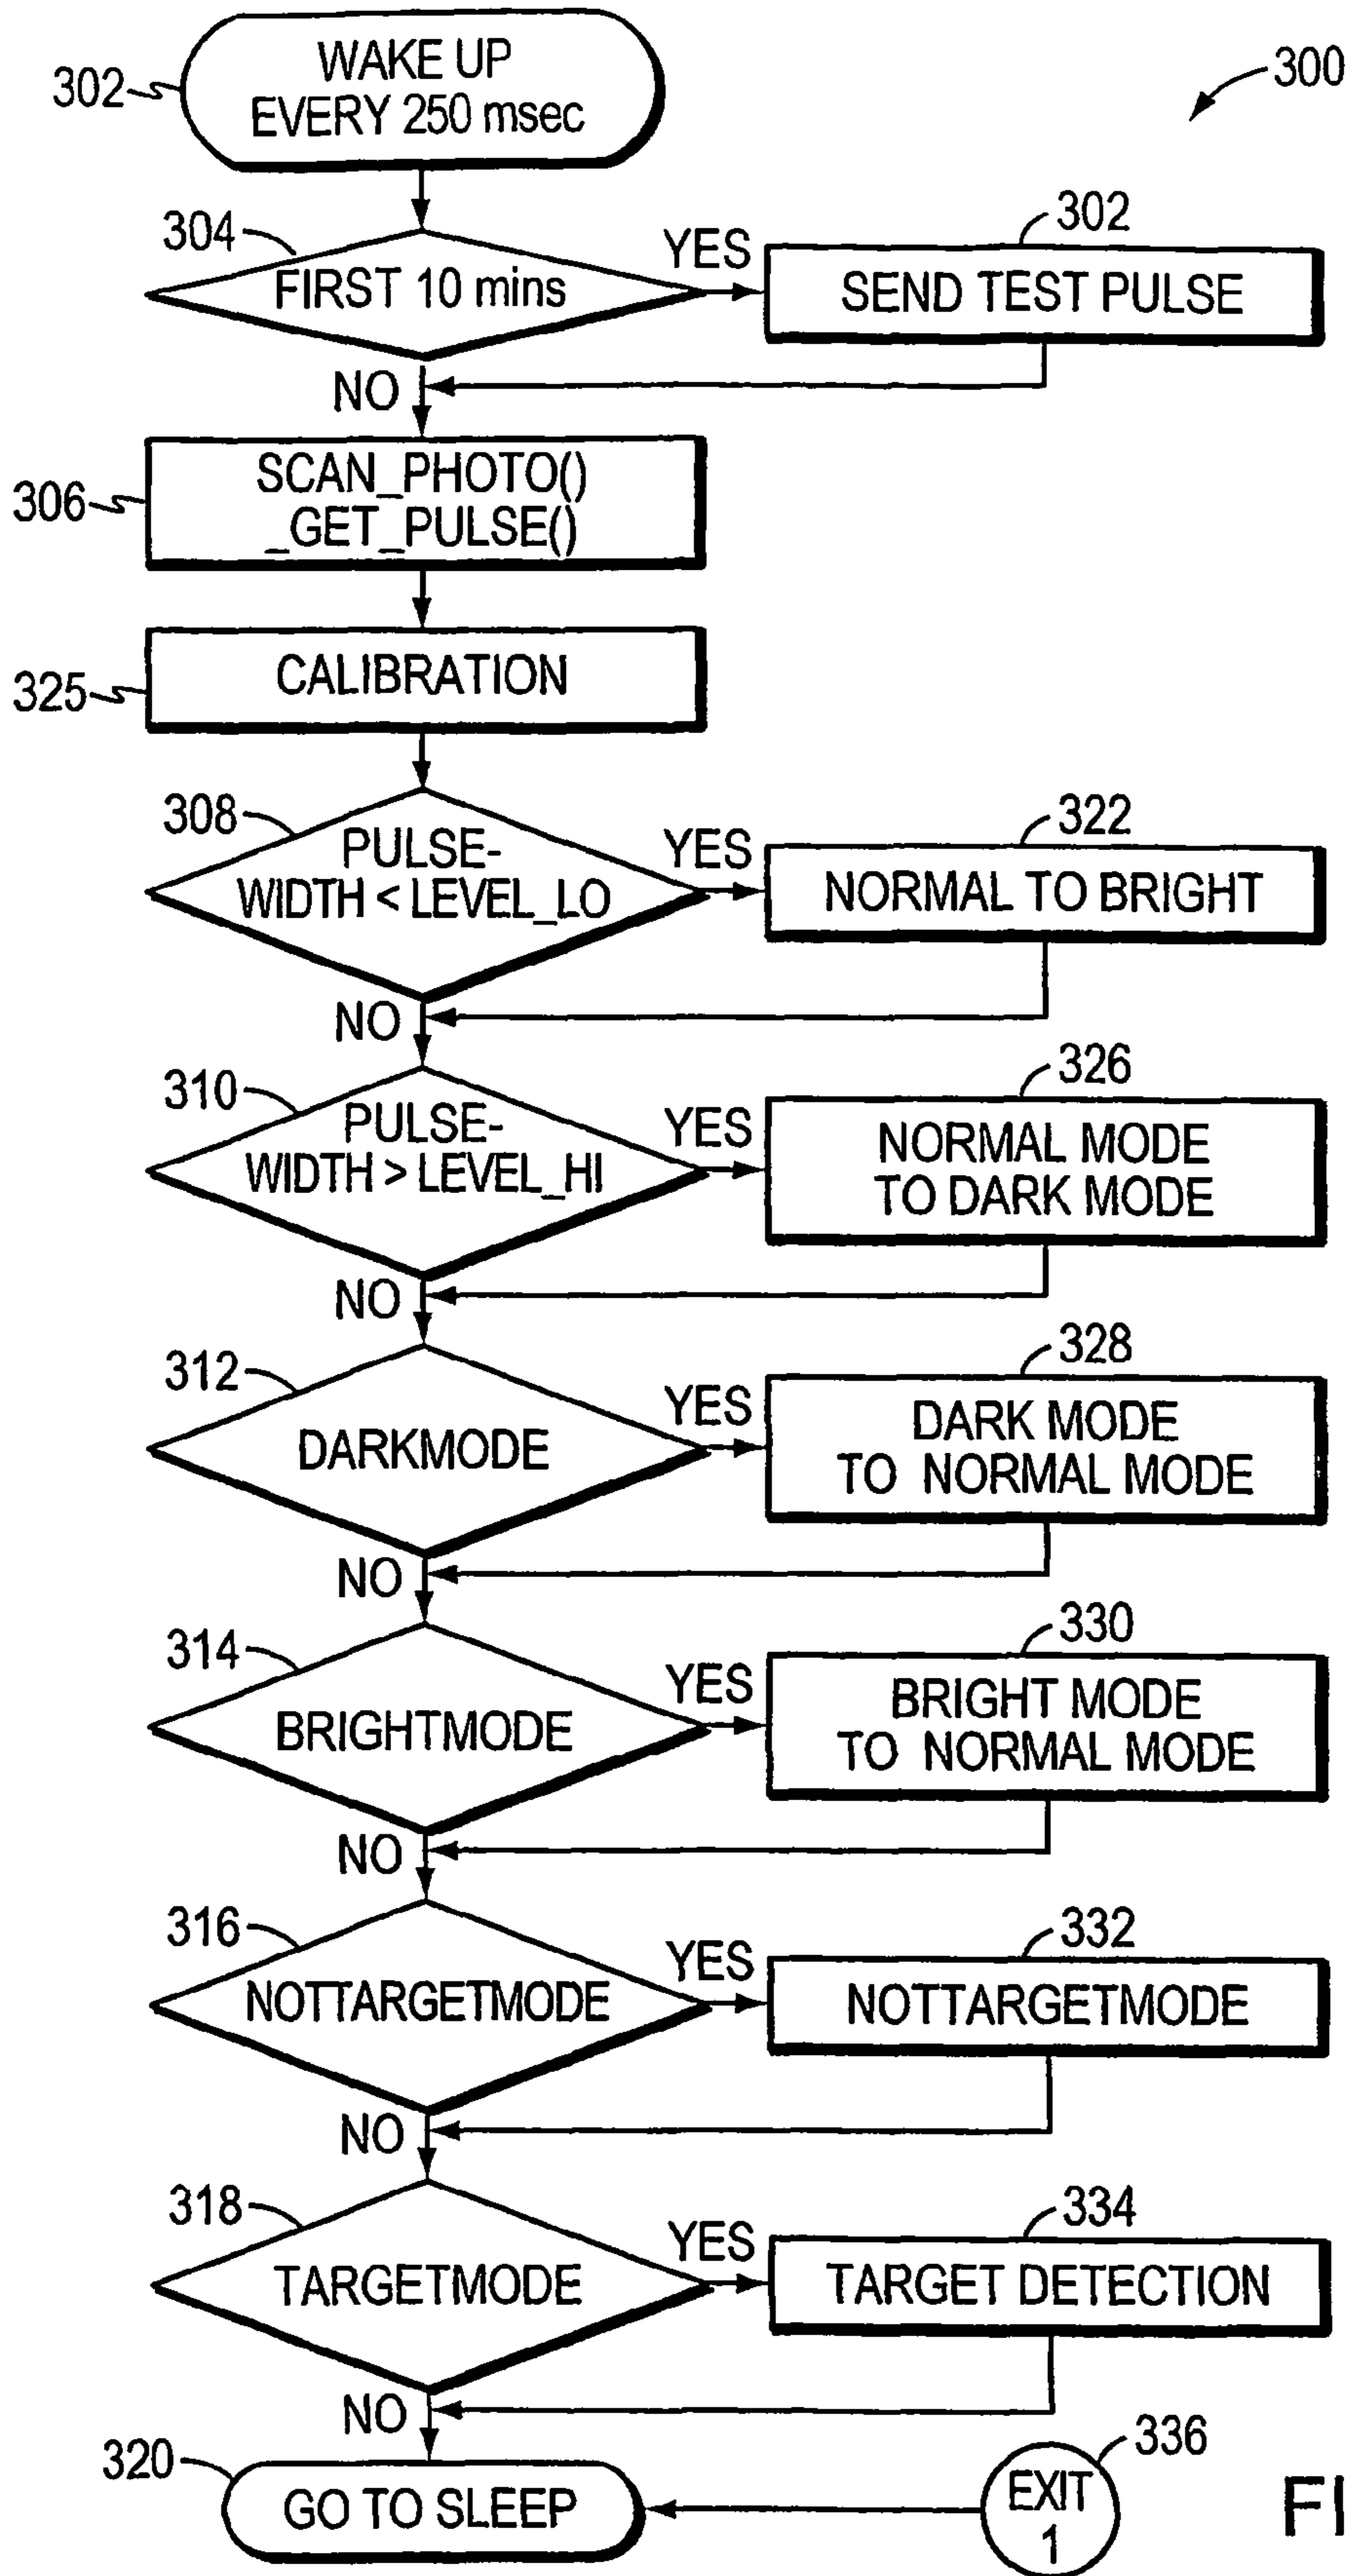 300
302
WAKE UP
EVERY 250 msec
304
FIRST 10 mins
YES
302
SEND TEST PULSE
NO
306
SCAN_PHOTO()
_GET_PULSE()
325
CALIBRATION
308
PULSE-
WIDTH < LEVEL_LO
YES
322
NORMAL TO BRIGHT
NO
310
PULSE-
WIDTH > LEVEL_HI
YES
326
NORMAL MODE
TO DARK MODE
NO
312
DARKMODE
YES
328
DARK MODE
TO NORMAL MODE
NO
314
BRIGHTMODE
YES
330
BRIGHT MODE
TO NORMAL MODE
NO
316
NOTTARGETMODE
YES
332
NOTTARGETMODE
NO
318
TARGETMODE
YES
334
TARGET DETECTION
NO
320
GO TO SLEEP
336
EXIT
1
FI